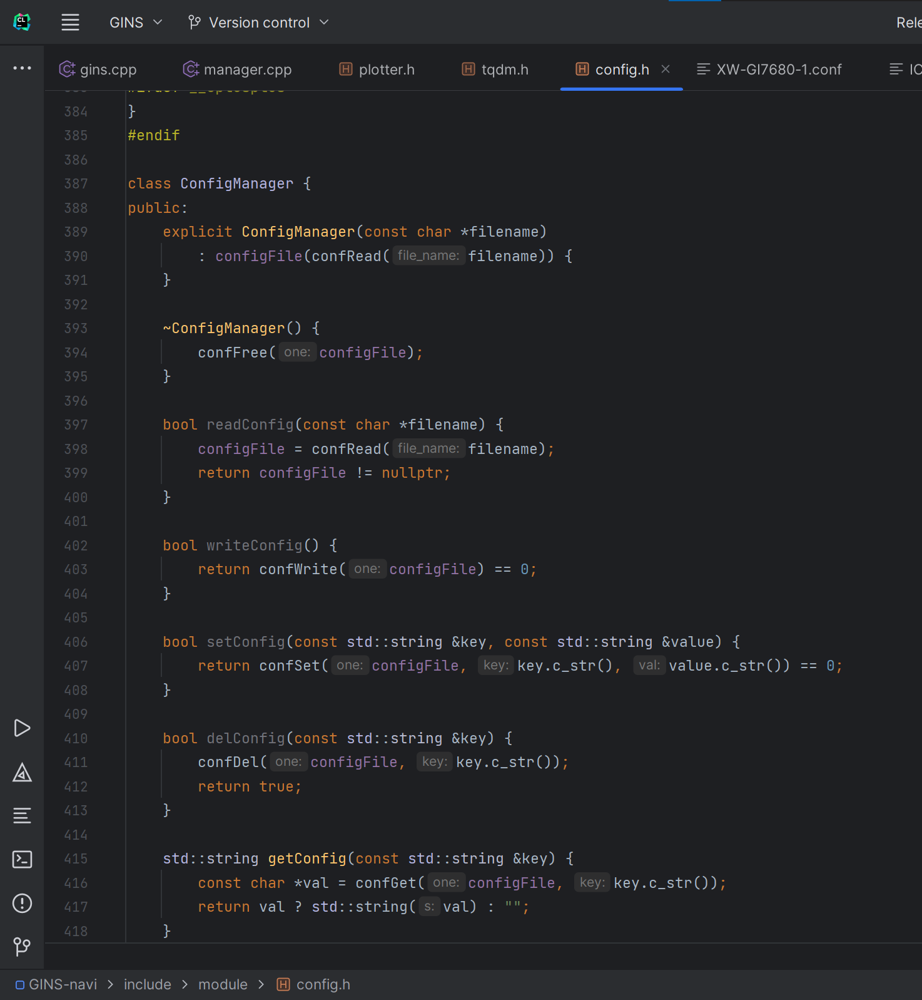 CL
GINS
Version control
gins.cpp
manager.cpp
H plotter.h
H tqdm.h
H config.h
XW-GI7680-1.conf
384 }
385 #endif
386
387 class ConfigManager {
388 public:
389 explicit ConfigManager(const char *filename)
390 : configFile(confRead( file_name: filename)) {
391 }
392
393 ~ConfigManager() {
394 confFree( one: configFile);
395 }
396
397 bool readConfig(const char *filename) {
398 configFile = confRead( file_name: filename);
399 return configFile != nullptr;
400 }
401
402 bool writeConfig() {
403 return confWrite( one: configFile) == 0;
404 }
405
406 bool setConfig(const std::string &key, const std::string &value) {
407 return confSet( one: configFile, key: key.c_str(), val: value.c_str()) == 0;
408 }
409
410 bool delConfig(const std::string &key) {
411 confDel( one: configFile, key: key.c_str());
412 return true;
413 }
414
415 std::string getConfig(const std::string &key) {
416 const char *val = confGet( one: configFile, key: key.c_str());
417 return val ? std::string( s: val) : "";
418 }
GINS-navi > include > module > H config.h